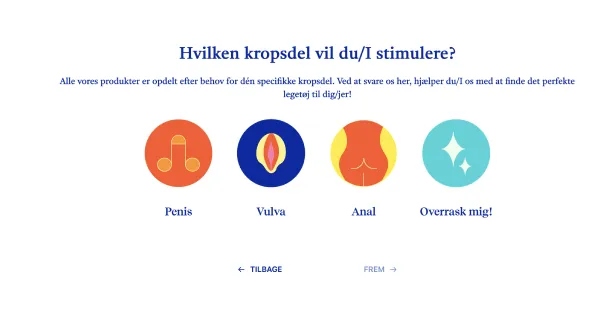 Hvilken kropsdel vil du/I stimulere?
Alle vores produkter er opdelt efter behov for dén specifikke kropsdel. Ved at svare os her, hjælper du/I os med at finde det perfekte
legetøj til dig/jer!
Penis
Vulva
Anal
Overrask mig!
← TILBAGE
FREM →